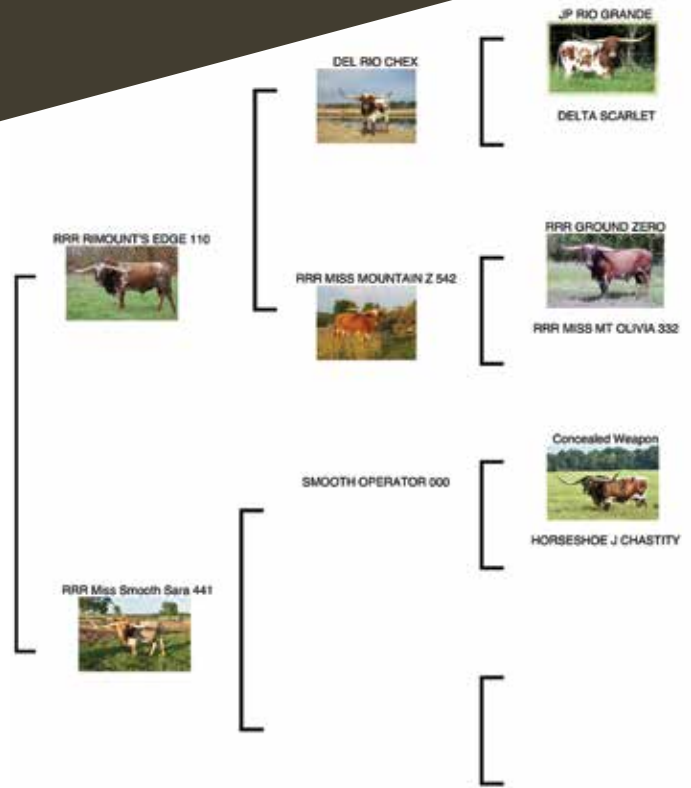 JP RIO GRANDE
DEL RIO CHEX
DELTA SCARLET
RRR GROUND ZERO
RRR RIMOUNT'S EDGE 110
RRR MISS MOUNTAIN Z 542
RRR MISS MT OLIVIA 332
Concealed Weapon
SMOOTH OPERATOR 000
HORSESHOE J CHASTITY
RRR Miss Smooth Sara 441